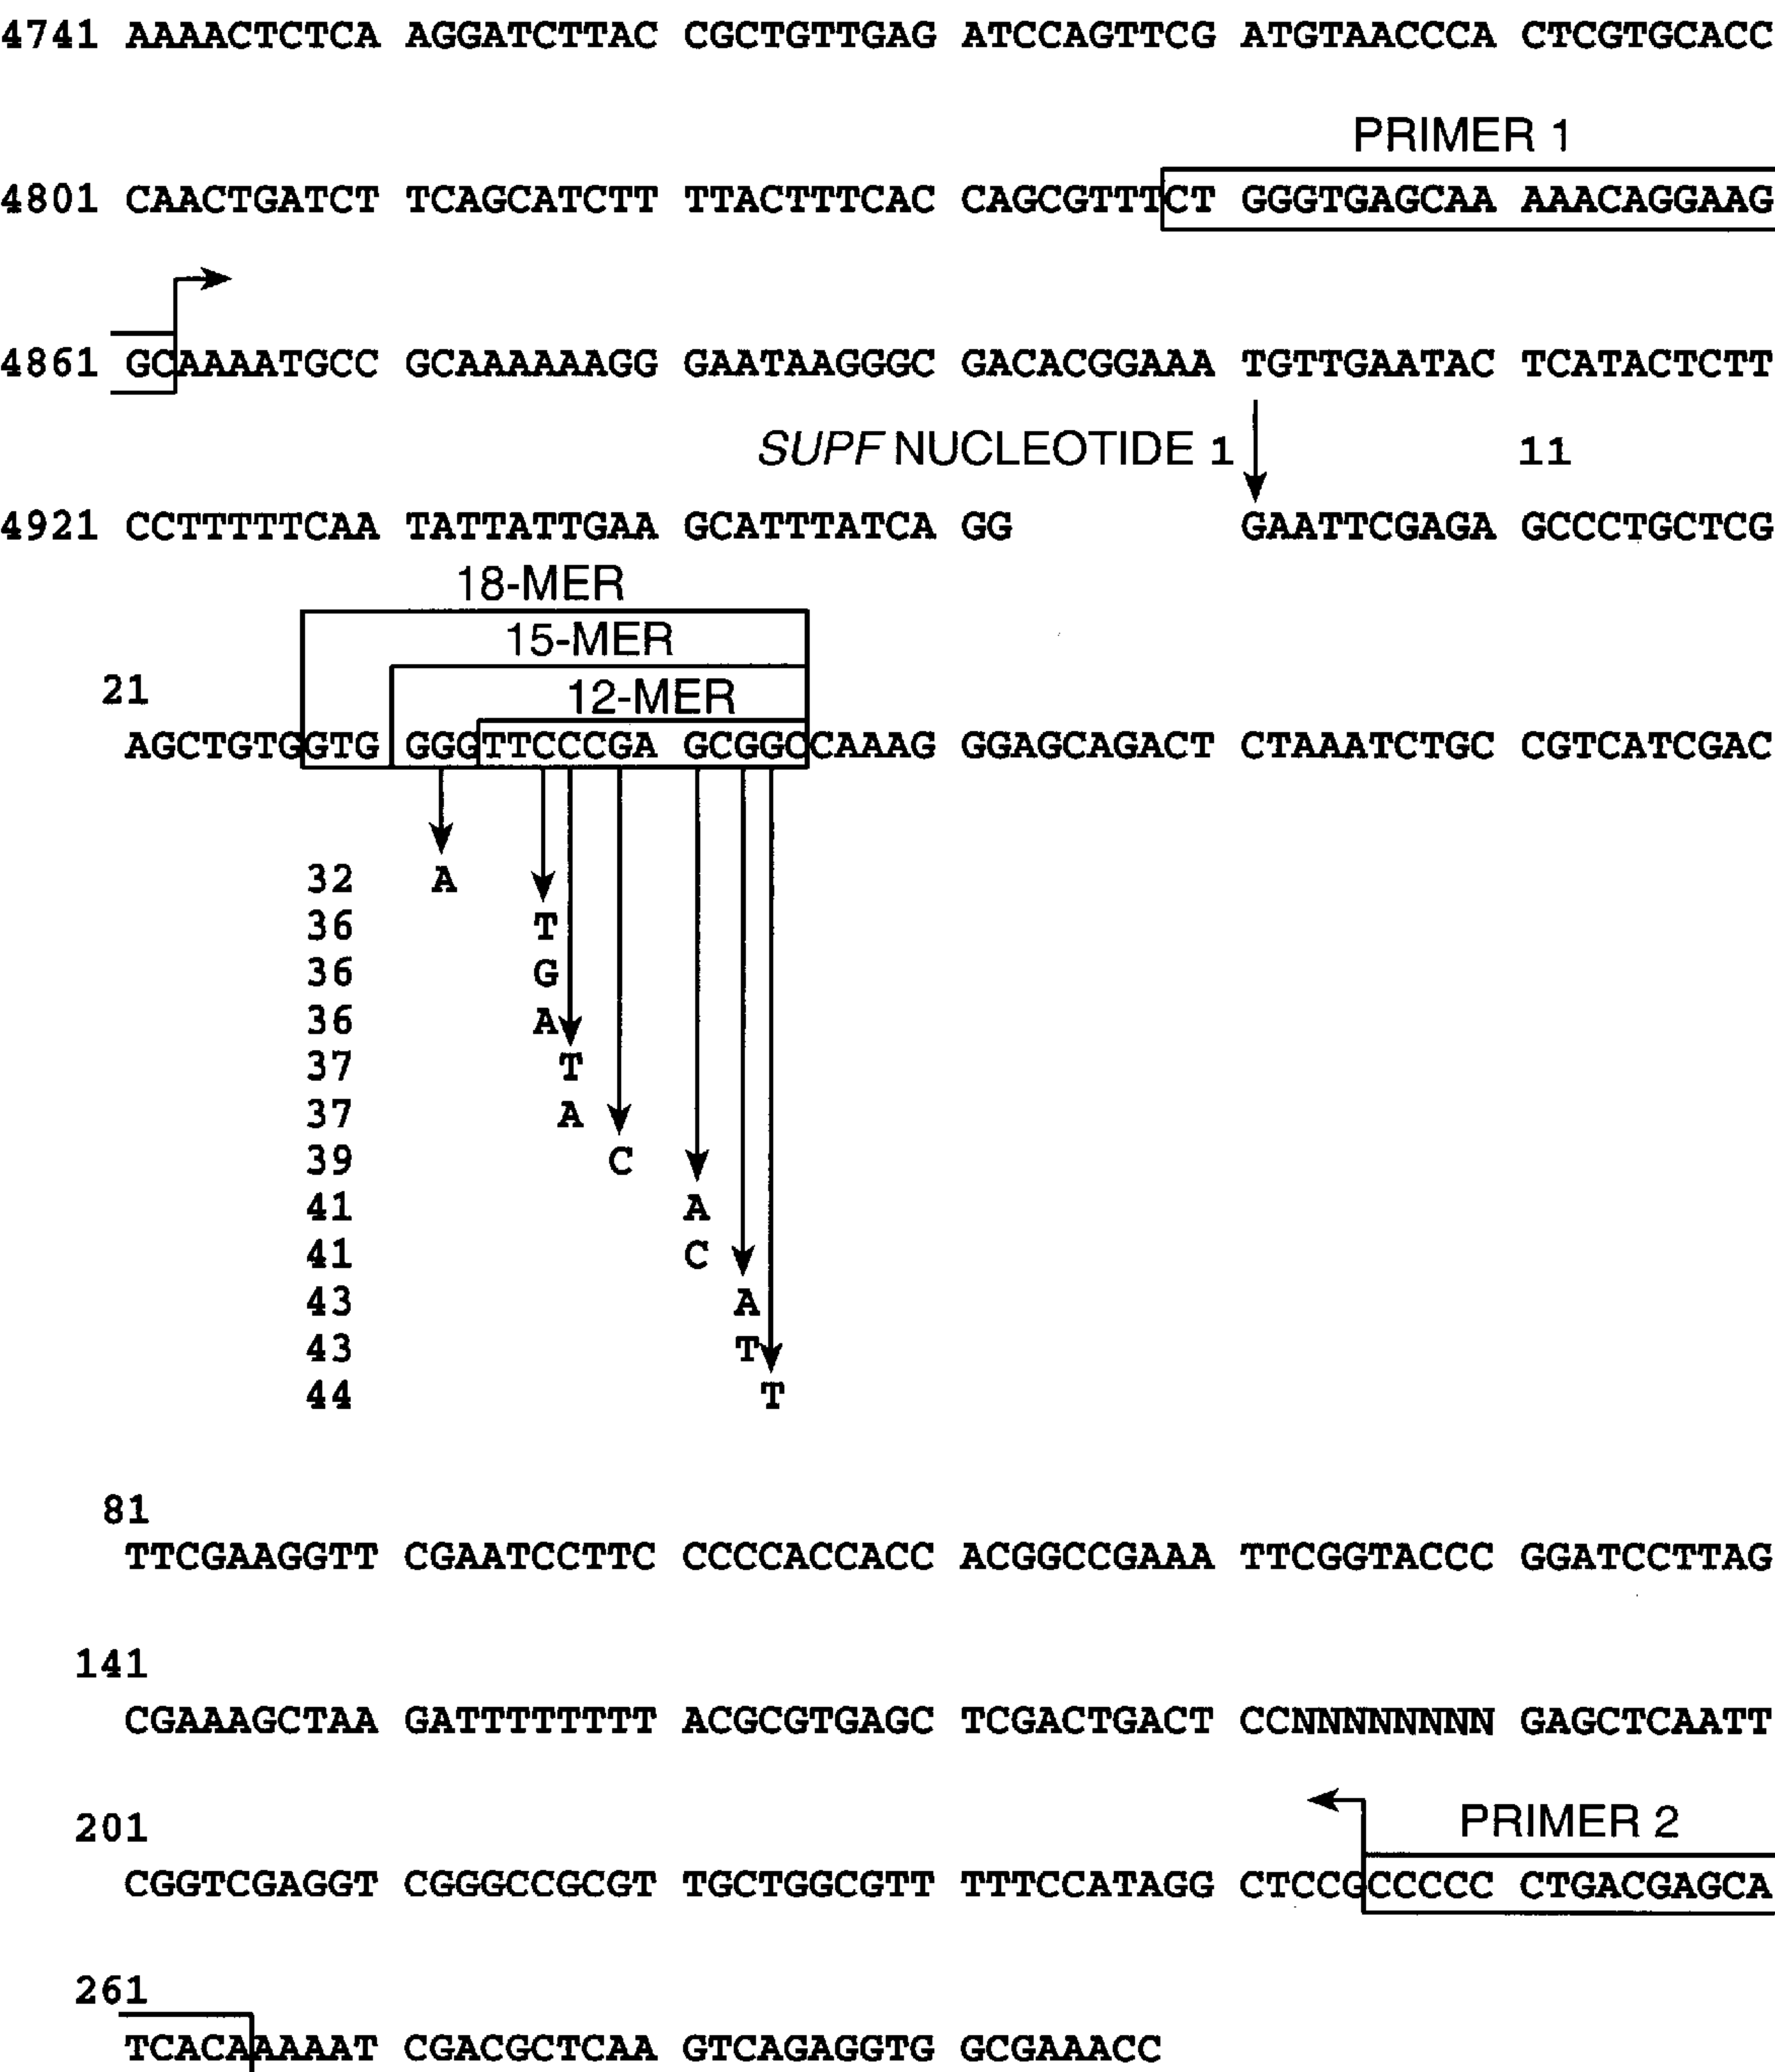 4741 AAAACTCTCA AGGATCTTAC CGCTGTTGAG ATCCAGTTCG ATGTAACCCA CTCGTGCACC
PRIMER 1
4801 CAACTGATCT TCAGCATCTT TTACTTTCAC CAGCGTTTCT GGGTGAGCAA AAACAGGAAG
4861 GCAAAATGCC GCAAAAAAGG GAATAAGGGC GACACGGAAA TGTTGAATAC TCATACTCTT
SUPF NUCLEOTIDE 1 11
4921 CCTTTTTCAA TATTATTGAA GCATTTATCA GG GAATTCGAGA GCCCTGCTCG
18-MER
15-MER
12-MER
21
AGCTGTGGTG GGGTTCCCGA GCGGCCAAAG GGAGCAGACT CTAAATCTGC CGTCATCGAC
32 A
36 T
36 G
36 A
37 T
37 A
39 C
41 A
41 C
43 A
43 T
44 T
81
TTCGAAGGTT CGAATCCTTC CCCCACCACC ACGGCCGAAA TTCGGTACCC GGATCCTTAG
141
CGAAAGCTAA GATTTTTTTT ACGCGTGAGC TCGACTGACT CCNNNNNNNN GAGCTCAATT
201
PRIMER 2
CGGTCGAGGT CGGGCCGCGT TGCTGGCGTT TTTCCATAGG CTCCGCCCCC CTGACGAGCA
261
TCACAAAAAT CGACGCTCAA GTCAGAGGTG GCGAAACC